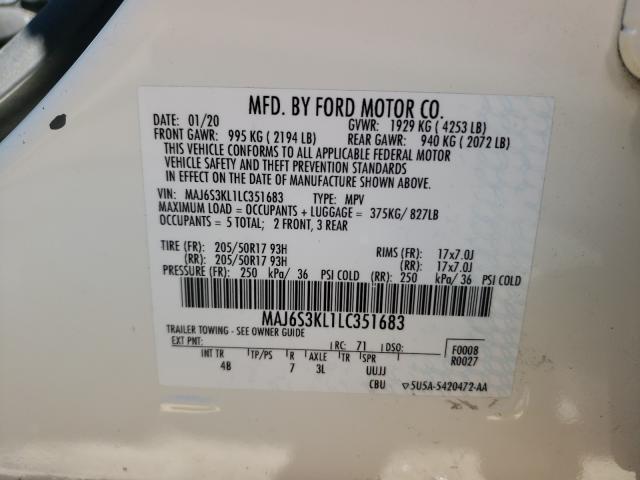 MFD. BY FORD MOTOR CO.
DATE: 01/20 GVWR: 1929 KG ( 4253 LB)
FRONT GAWR: 995 KG ( 2194 LB) REAR GAWR: 940 KG ( 2072 LB)
THIS VEHICLE CONFORMS TO ALL APPLICABLE FEDERAL MOTOR
VEHICLE SAFETY AND THEFT PREVENTION STANDARDS
IN EFFECT ON THE DATE OF MANUFACTURE SHOWN ABOVE.
VIN: MAJ6S3KL1LC351683 TYPE: MPV
MAXIMUM LOAD = OCCUPANTS + LUGGAGE = 375KG/ 827LB
OCCUPANTS = 5 TOTAL; 2 FRONT, 3 REAR
TIRE (FR): 205/50R17 93H RIMS (FR): 17x7.0J
(RR): 205/50R17 93H (RR): 17x7.0J
PRESSURE (FR): 250 kPa/ 36 PSI COLD (RR): 250 kPa/ 36 PSI COLD
MAJ6S3KL1LC351683
TRAILER TOWING - SEE OWNER GUIDE
EXT PNT: RC: 71 DSO: F0008
R0027
INT TR TP/PS R AXLE TR SPR
4B 7 3L UUJJ
CBU 5U5A-5420472-AA